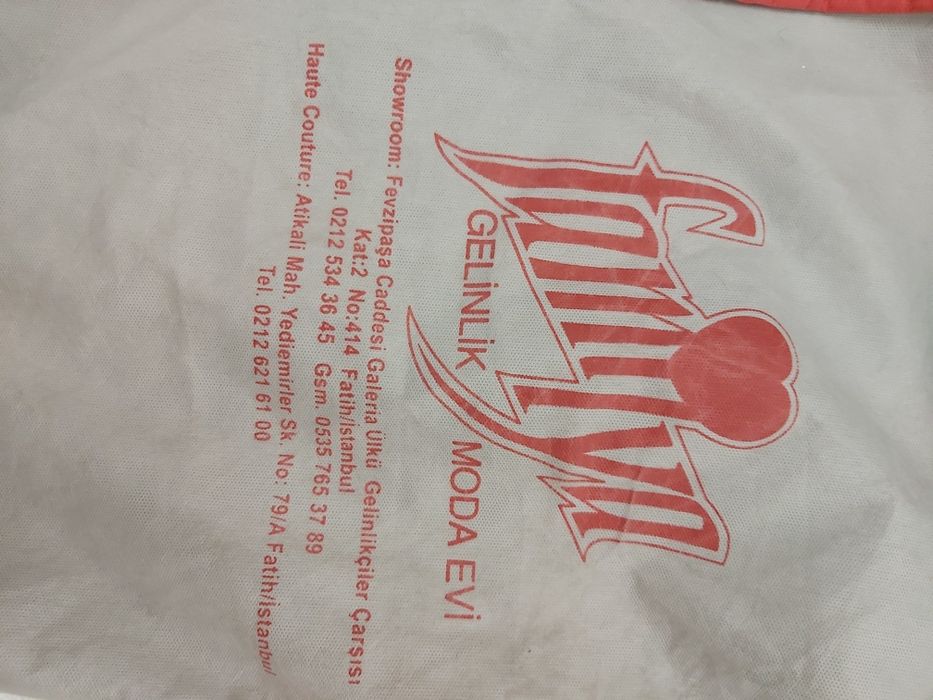 GELİNLİK MODA EVİ
Showroom: Fevzipaşa Caddesi Galeria Ülkü Gelinlikçiler Çarşısı
Kat:2 No:414 Fatih/İstanbul
Tel. 0212 534 36 45 Gsm. 0535 765 37 89
Haute Couture: Atikali Mah. Yediemirler Sk. No: 79/A Fatih/İstanbul
Tel. 0212 621 61 00